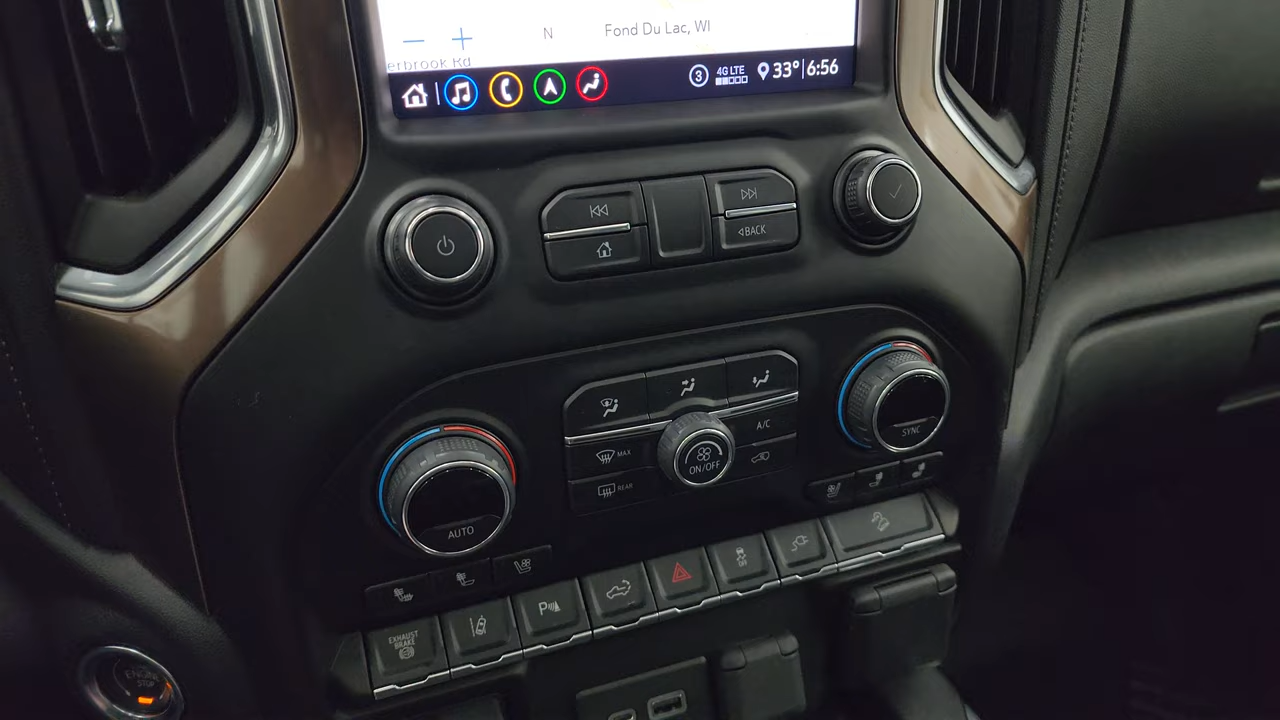 N
Fond Du Lac, WI
erbrook Rd
3
4G LTE
33°
6:56
BACK
MAX
A/C
REAR
ON/OFF
AUTO
SYNC
EXHAUST
BRAKE
P
OFF
ENGINE
STOP